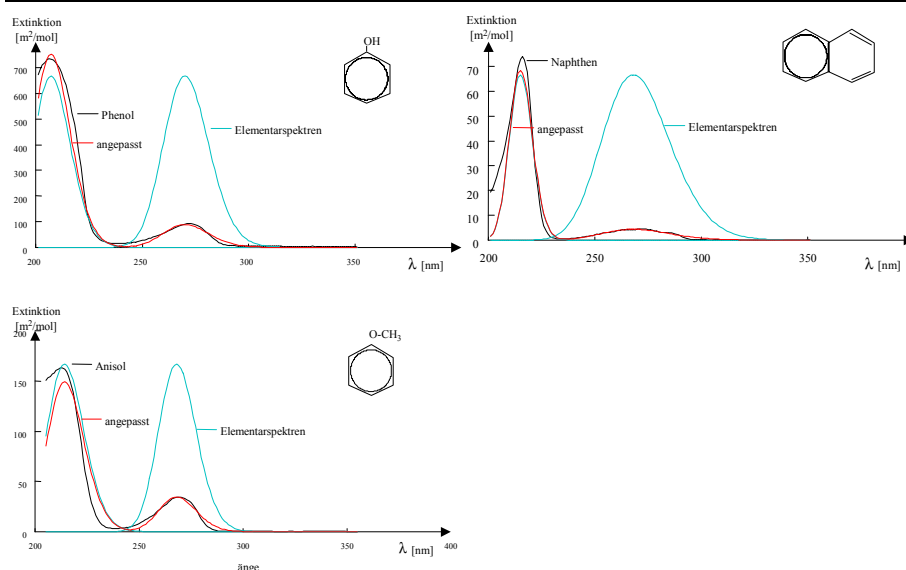 Extinktion
[m²/mol]
OH
700
600
500
400
300
200
100
0
Phenol
angepasst
Elementarspektren
200
250
300
350
λ [nm]
Extinktion
[m²/mol]
70
60
50
40
30
20
10
0
Naphthen
angepasst
Elementarspektren
200
250
300
350
λ [nm]
Extinktion
[m²/mol]
O-CH₃
200
150
100
50
0
Anisol
angepasst
Elementarspektren
200
250
300
350
400
λ [nm]
änge